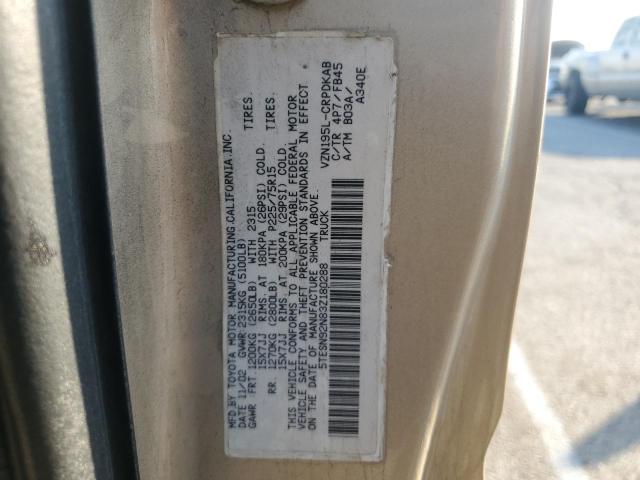 MFD.BY TOYOTA MOTOR MANUFACTURING,CALIFORNIA,INC.
DATE 11/02 GVWR 2315KG (5100LB)
GAWR FRT. 1200KG (2650LB) WITH 2315 TIRES.
15X7JJ RIMS. AT 180KPA (26PSI) COLD.
RR. 1270KG (2800LB) WITH P225/75R15 TIRES.
15X7JJ RIMS. AT 200KPA (29PSI) COLD.
THIS VEHICLE CONFORMS TO ALL APPLICABLE FEDERAL MOTOR
VEHICLE SAFETY AND THEFT PREVENTION STANDARDS IN EFFECT
ON THE DATE OF MANUFACTURE SHOWN ABOVE.
5TESN92N83Z180288 TRUCK
VZN195L-CRPDKAB
C/TR 4P7/FB45
A/TM B03A/
A340E